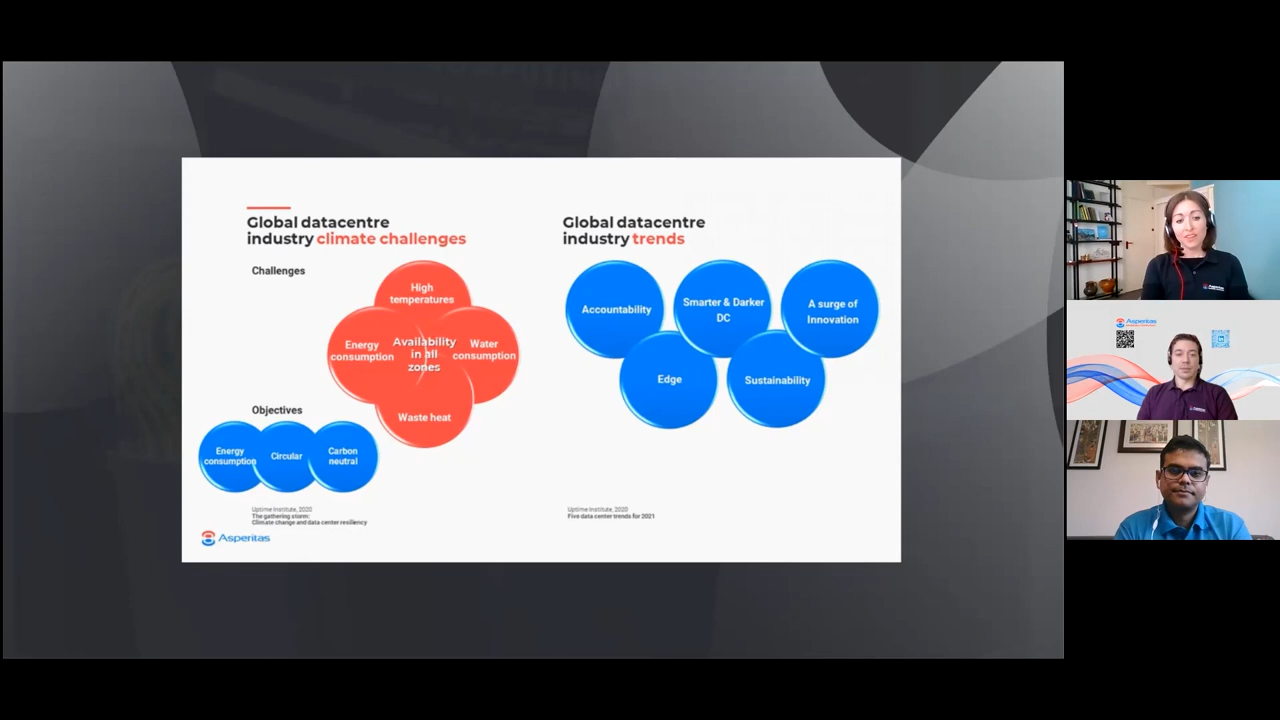 Global datacentre
industry climate challenges
Challenges
High
temperatures
Energy
consumption
Availability
in all
zones
Water
consumption
Waste heat
Objectives
Energy
consumption
Circular
Carbon
neutral
Uptime Institute, 2020
The gathering storm:
Climate change and data center resiliency
Asperitas
Global datacentre
industry trends
Accountability
Smarter & Darker
DC
A surge of
Innovation
Edge
Sustainability
Uptime Institute, 2020
Five data center trends for 2021
Asperitas